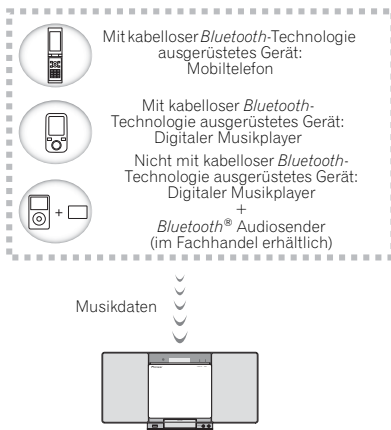 Mit kabelloser Bluetooth-Technologie
ausgerüstetes Gerät:
Mobiltelefon
Mit kabelloser Bluetooth-
Technologie ausgerüstetes Gerät:
Digitaler Musikplayer
Nicht mit kabelloser Bluetooth-
Technologie ausgerüstetes Gerät:
Digitaler Musikplayer
+
+
Bluetooth® Audiosender
(im Fachhandel erhältlich)
Musikdaten